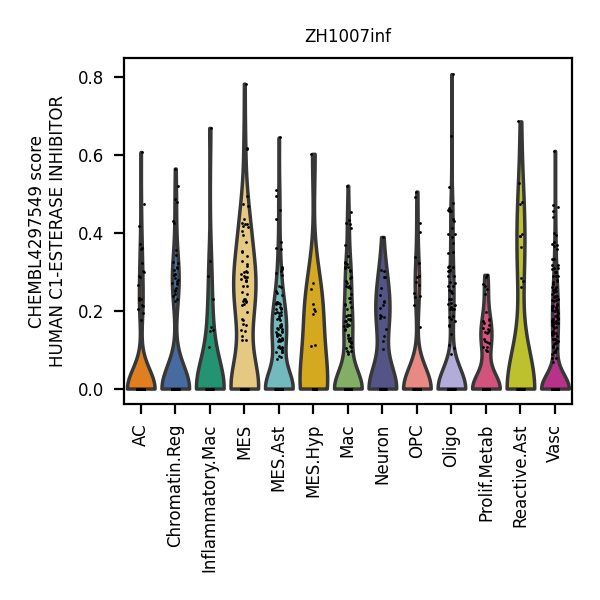 ZH1007inf
CHEMBL4297549 score
HUMAN C1-ESTERASE INHIBITOR
0.8
0.6
0.4
0.2
0.0
AC
Chromatin.Reg
Inflammatory.Mac
MES
MES.Ast
MES.Hyp
Mac
Neuron
OPC
Oligo
Prolif.Metab
Reactive.Ast
Vasc